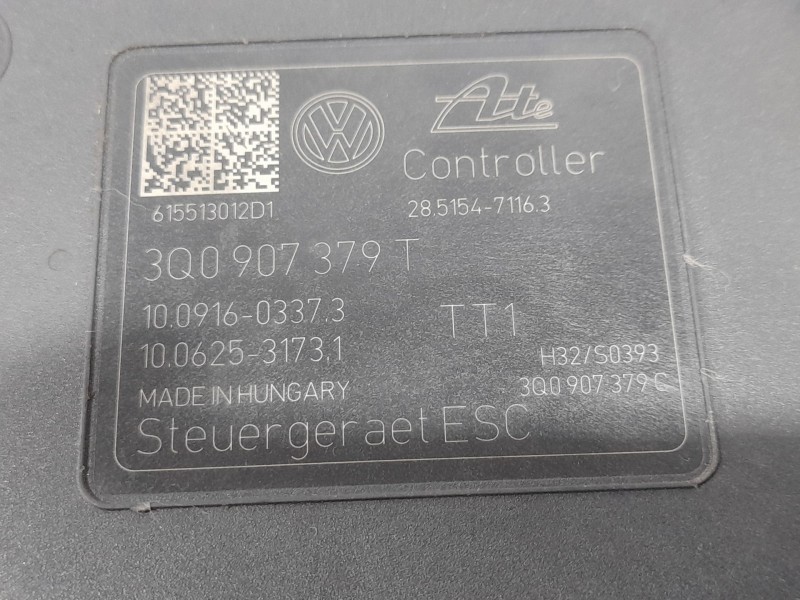 VW
Ate
Controller
615513012D1
28.5154-7116.3
3Q0 907 379 T
10.0916-0337.3
TT1
10.0625-3173.1
H32/S0393
MADE IN HUNGARY
3Q0 907 379 C
Steuergeraet ESC